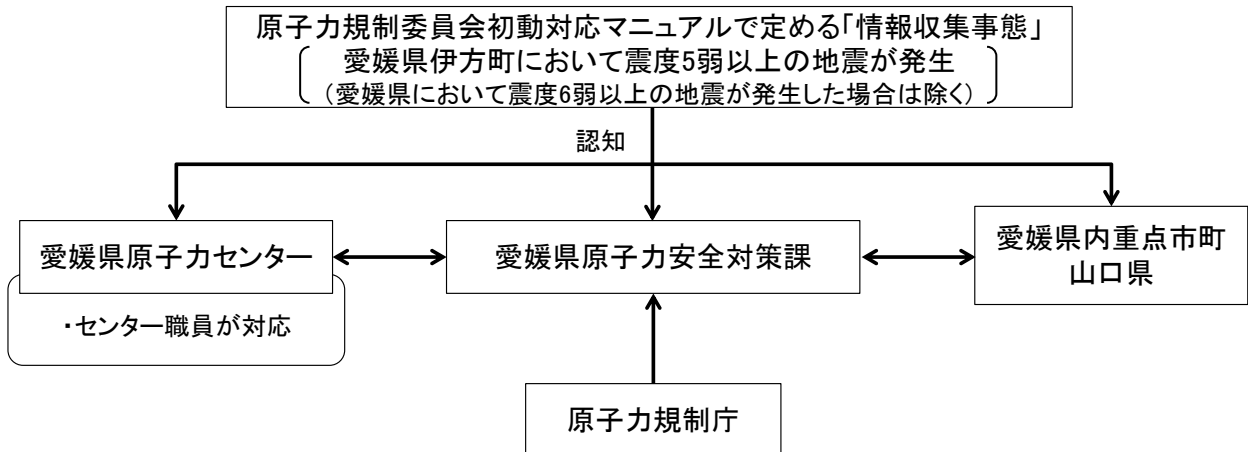 原子力規制委員会初動対応マニュアルで定める「情報収集事態」
愛媛県伊方町において震度5弱以上の地震が発生
（愛媛県において震度6弱以上の地震が発生した場合は除く）
認知
愛媛県原子力センター
愛媛県原子力安全対策課
愛媛県内重点市町
山口県
・センター職員が対応
原子力規制庁